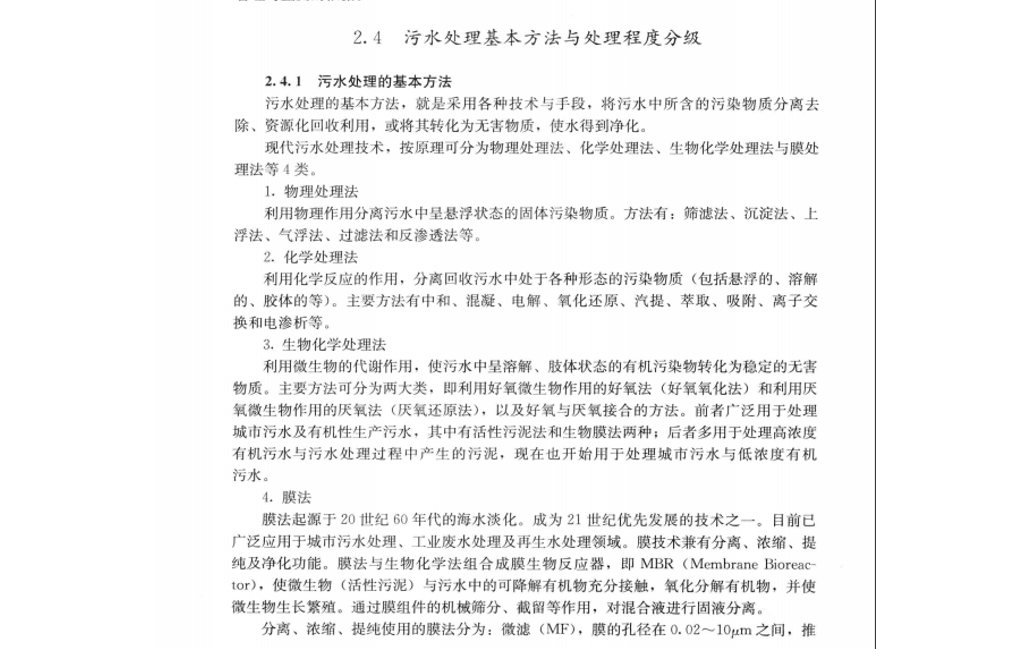 2.4 污水处理基本方法与处理程度分级
2.4.1 污水处理的基本方法
污水处理的基本方法，就是采用各种技术与手段，将污水中所含的污染物质分离去
除、资源化回收利用，或将其转化为无害物质，使水得到净化。
现代污水处理技术，按原理可分为物理处理法、化学处理法、生物化学处理法与膜处
理法等 4 类。
1. 物理处理法
利用物理作用分离污水中呈悬浮状态的固体污染物质。方法有：筛滤法、沉淀法、上
浮法、气浮法、过滤法和反渗透法等。
2. 化学处理法
利用化学反应的作用，分离回收污水中处于各种形态的污染物质（包括悬浮的、溶解
的、胶体的等）。主要方法有中和、混凝、电解、氧化还原、汽提、萃取、吸附、离子交
换和电渗析等。
3. 生物化学处理法
利用微生物的代谢作用，使污水中呈溶解、肢体状态的有机污染物转化为稳定的无害
物质。主要方法可分为两大类，即利用好氧微生物作用的好氧法（好氧氧化法）和利用厌
氧微生物作用的厌氧法（厌氧还原法），以及好氧与厌氧接合的方法。前者广泛用于处理
城市污水及有机性生产污水，其中有活性污泥法和生物膜法两种；后者多用于处理高浓度
有机污水与污水处理过程中产生的污泥，现在也开始用于处理城市污水与低浓度有机
污水。
4. 膜法
膜法起源于 20 世纪 60 年代的海水淡化。成为 21 世纪优先发展的技术之一。目前已
广泛应用于城市污水处理、工业废水处理及再生水处理领域。膜技术兼有分离、浓缩、提
纯及净化功能。膜法与生物化学法组合成膜生物反应器，即 MBR（Membrane Bioreac-
tor），使微生物（活性污泥）与污水中的可降解有机物充分接触，氧化分解有机物，并使
微生物生长繁殖。通过膜组件的机械筛分、截留等作用，对混合液进行固液分离。
分离、浓缩、提纯使用的膜法分为：微滤（MF），膜的孔径在 0.02～10μm 之间，推